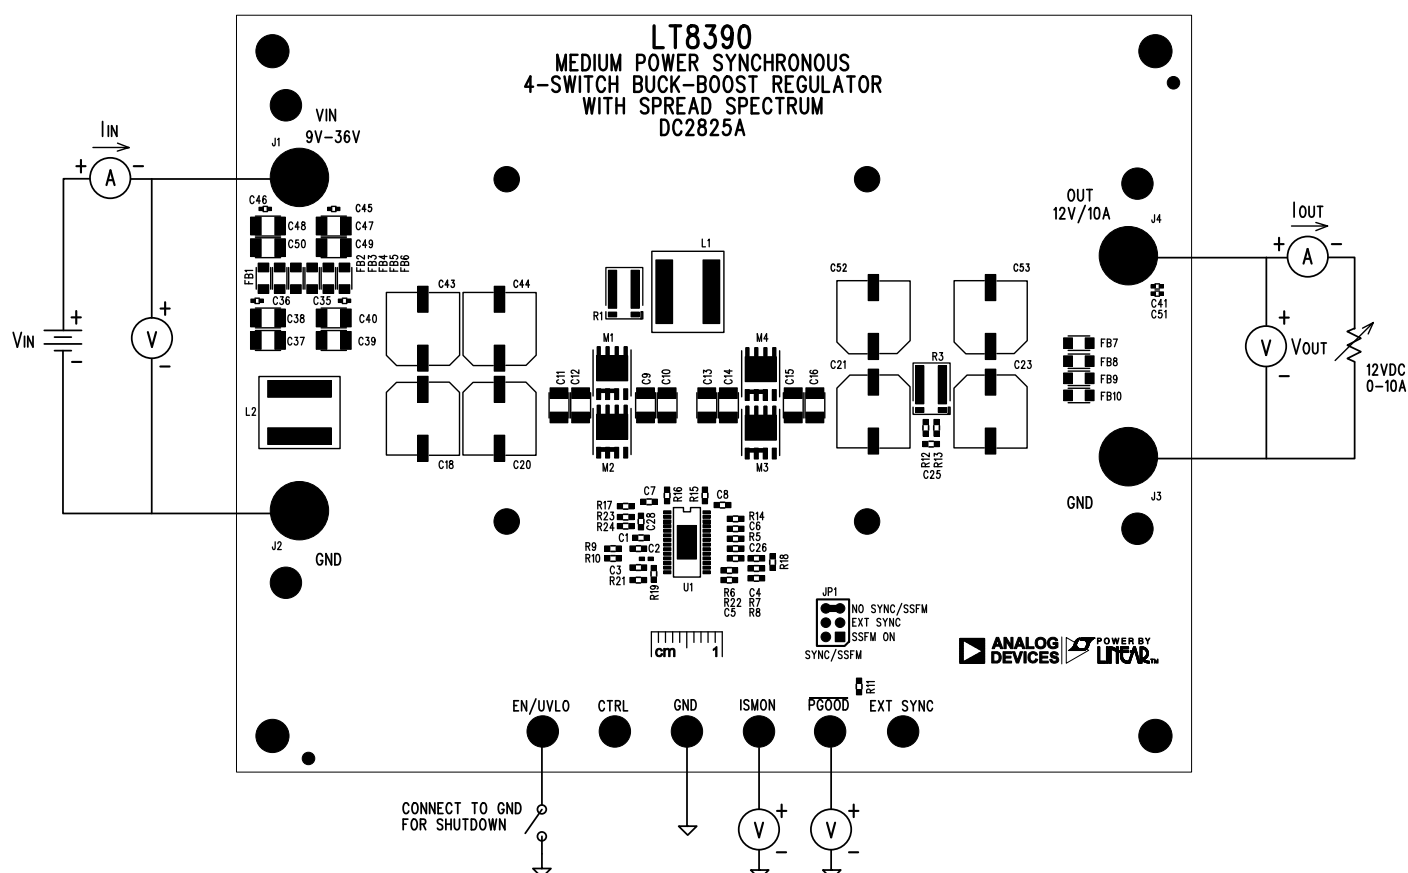 LT8390
MEDIUM POWER SYNCHRONOUS
4-SWITCH BUCK-BOOST REGULATOR
WITH SPREAD SPECTRUM
DC2825A
VIN
9V-36V
J1
IIN
+ A -
C46 C45
C48 C47
C50 C49
FB1 FB2 FB3 FB4 FB5 FB6
C36 C35
C38 C40
C37 C39
VIN
+
-
+
V
-
L2
J2
GND
C43 C44
C18 C20
R1
L1
M1 M4
C11 C12 C9 C10 C13 C14 C15 C16
M2 M3
C52 C53
C21 R3 C23
R12 R13
C25
OUT
12V/10A
J4
C41
C51
FB7
FB8
FB9
FB10
GND
J3
IOUT
+ A -
+
V VOUT
-
12VDC
0-10A
C7 R16 R15 C8
R17 R14
R23 C28 C6
R24 R5
C1 C26
R9 C2
R10 R18
C3
R21 R19 U1
R6 C4
R22 R7
C5 R8
cm 1
JP1
NO SYNC/SSFM
EXT SYNC
SSFM ON
SYNC/SSFM
ANALOG
DEVICES
POWER BY
LINEAR™
R11
EN/UVLO CTRL GND ISMON PGOOD EXT SYNC
CONNECT TO GND
FOR SHUTDOWN
+
V
-
+
V
-